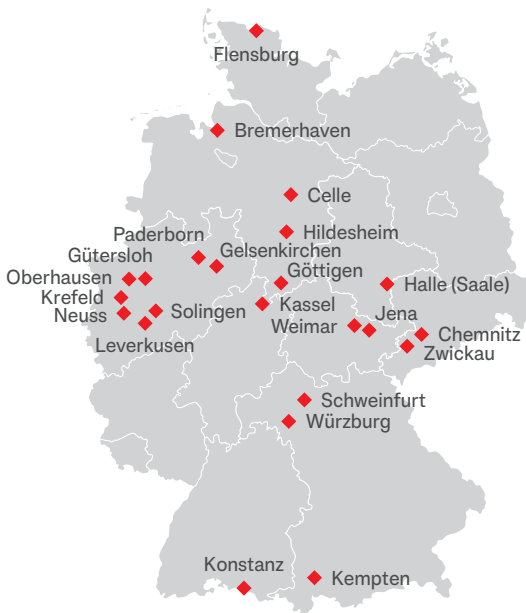 Flensburg
Bremerhaven
Celle
Paderborn
Hildesheim
Gütersloh
Gelsenkirchen
Oberhausen
Göttigen
Halle (Saale)
Krefeld
Kassel
Neuss
Solingen
Weimar
Jena
Leverkusen
Chemnitz
Zwickau
Schweinfurt
Würzburg
Konstanz
Kempten